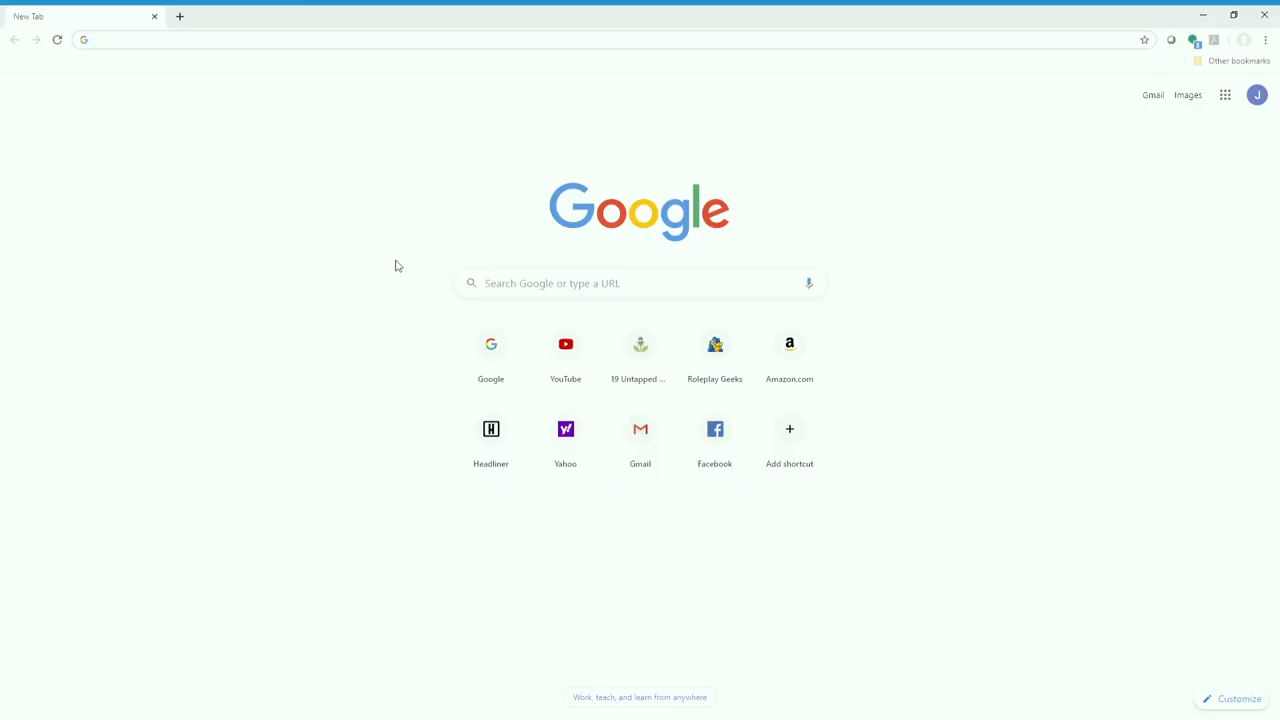 New Tab
Other bookmarks
Gmail Images J
Google
Search Google or type a URL
Google YouTube 19 Untapped ... Roleplay Geeks Amazon.com
Headliner Yahoo Gmail Facebook Add shortcut
Work, teach, and learn from anywhere
Customize